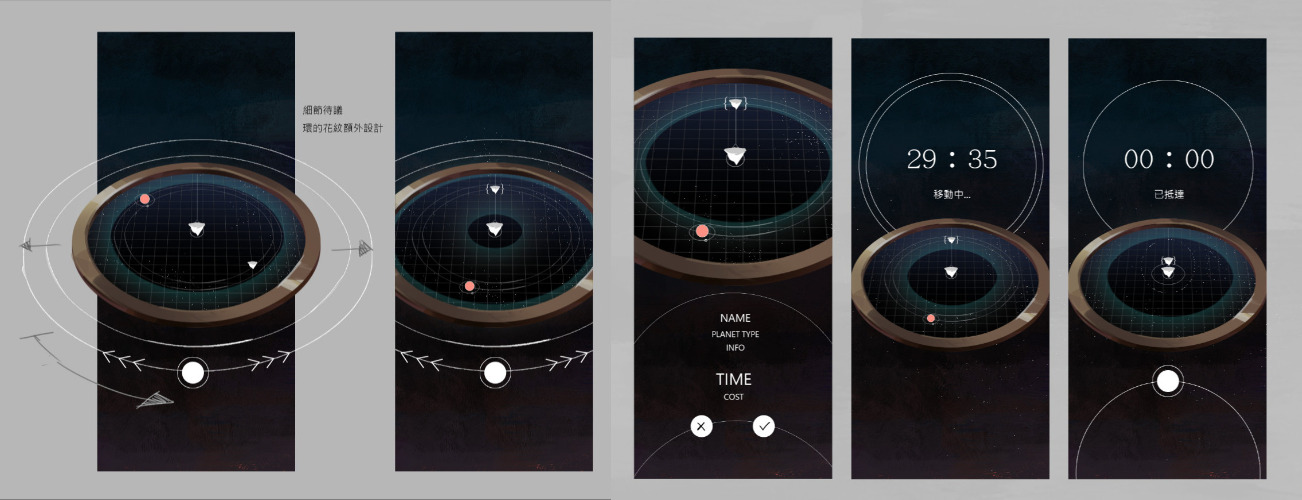 細節待議
環的花紋額外設計
NAME
PLANET TYPE
INFO
TIME
COST
29 : 35
移動中...
00 : 00
已抵達